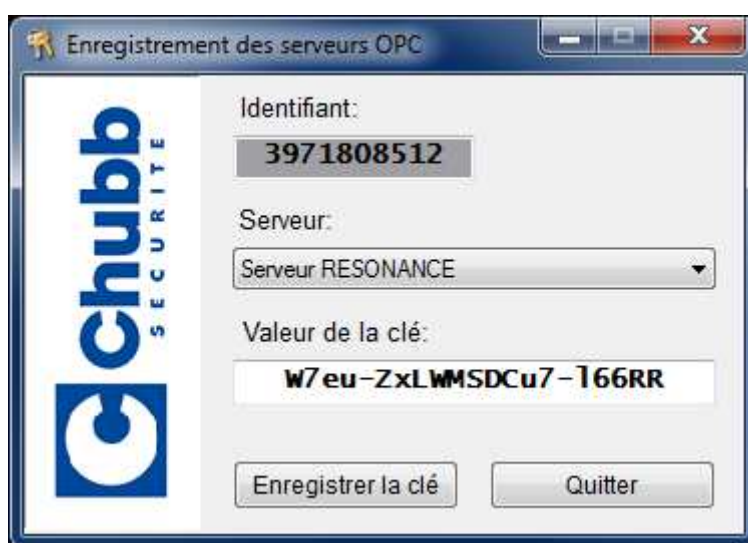 Enregistrement des serveurs OPC
Chubb
SECURITE
Identifiant:
3971808512
Serveur:
Serveur RESONANCE
Valeur de la clé:
W7eu-ZxLWMSDCu7-l66RR
Enregistrer la clé
Quitter